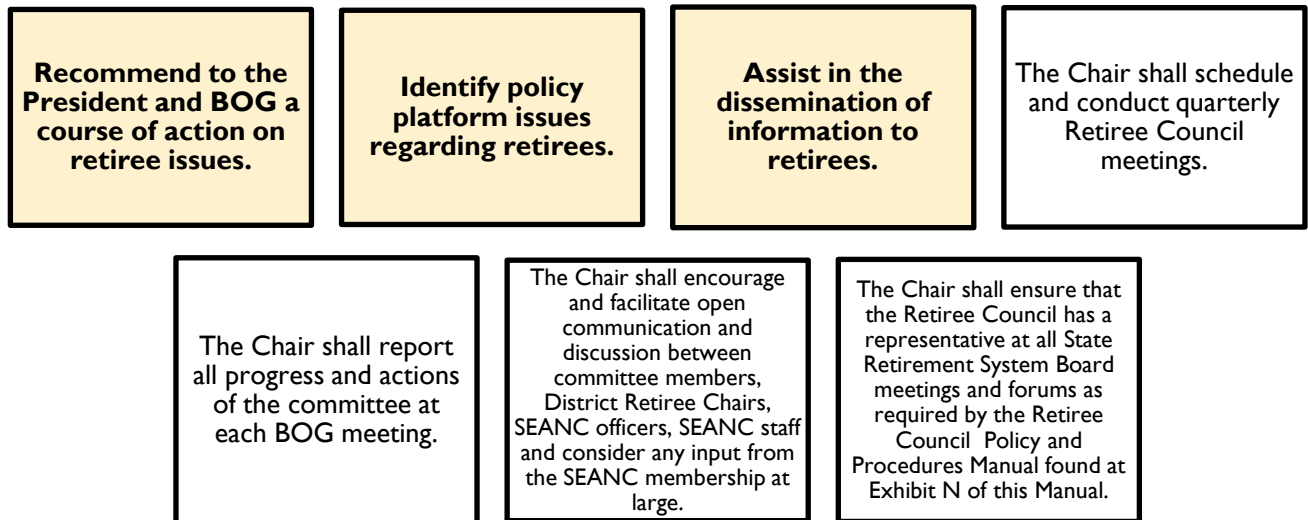 Recommend to the
President and BOG a
course of action on
retiree issues.
Identify policy
platform issues
regarding retirees.
Assist in the
dissemination of
information to
retirees.
The Chair shall schedule
and conduct quarterly
Retiree Council
meetings.
The Chair shall report
all progress and actions
of the committee at
each BOG meeting.
The Chair shall encourage
and facilitate open
communication and
discussion between
committee members,
District Retiree Chairs,
SEANC officers, SEANC staff
and consider any input from
the SEANC membership at
large.
The Chair shall ensure that
the Retiree Council has a
representative at all State
Retirement System Board
meetings and forums as
required by the Retiree
Council Policy and
Procedures Manual found at
Exhibit N of this Manual.